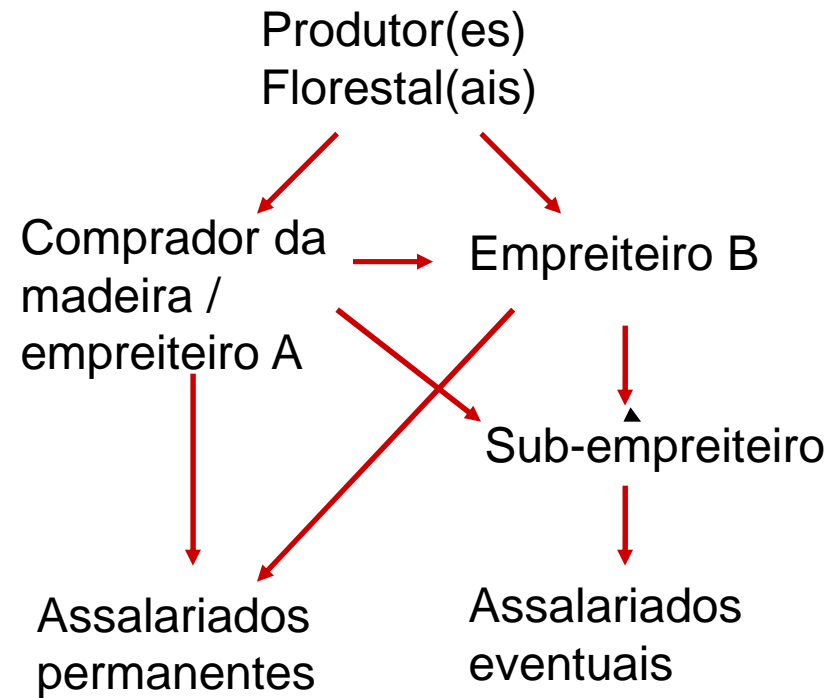 Produtor(es)
Florestal(ais)
Comprador da
madeira /
empreiteiro A
Empreiteiro B
Sub-empreiteiro
Assalariados
permanentes
Assalariados
eventuais